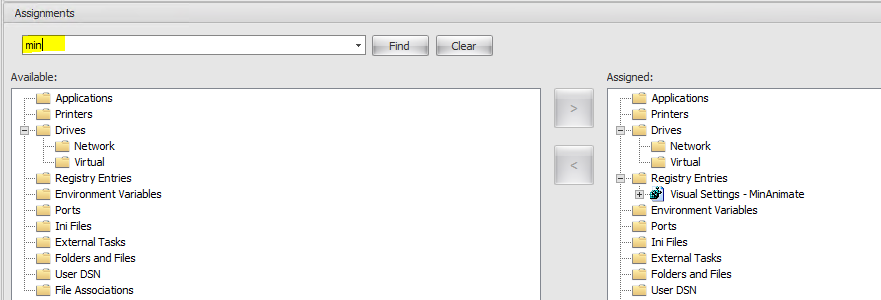 Assignments
min
Find
Clear
Available:
Applications
Printers
Drives
Network
Virtual
Registry Entries
Environment Variables
Ports
Ini Files
External Tasks
Folders and Files
User DSN
File Associations
>
<
Assigned:
Applications
Printers
Drives
Network
Virtual
Registry Entries
Visual Settings - MinAnimate
Environment Variables
Ports
Ini Files
External Tasks
Folders and Files
User DSN